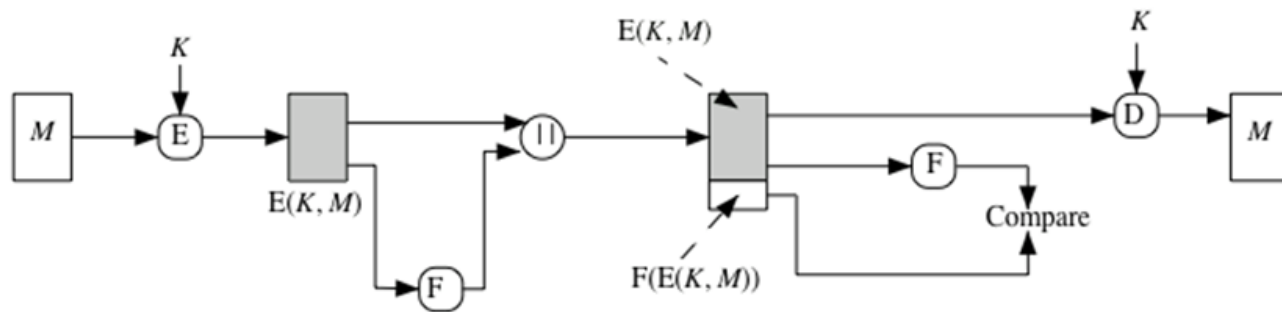 E(K, M)
K
K
M
E
||
D
M
F
E(K, M)
Compare
F
F(E(K, M))